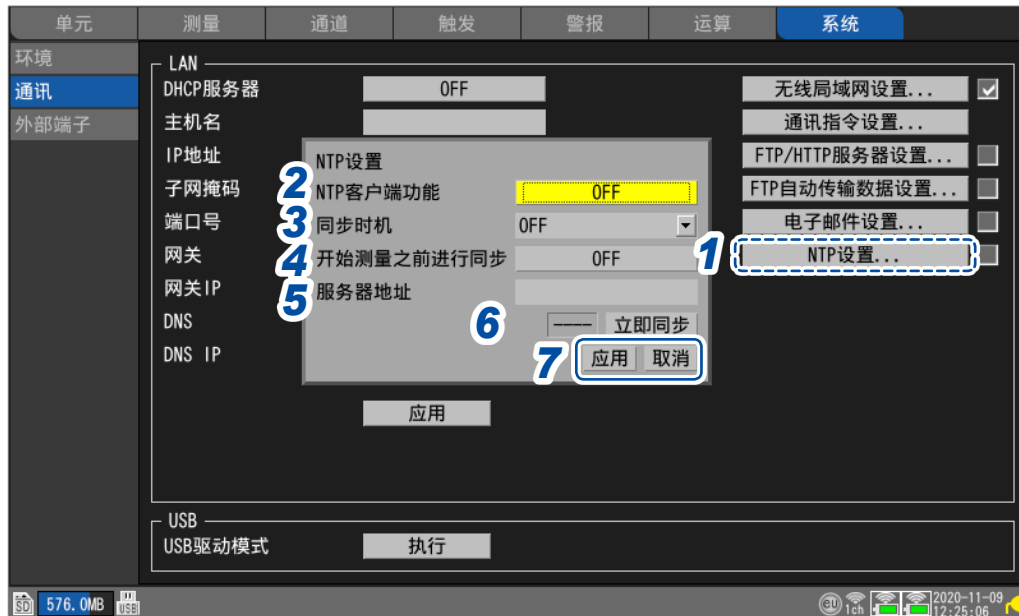 单元 测量 通道 触发 警报 运算 系统
环境
通讯
外部端子
LAN
DHCP服务器 OFF 无线局域网设置...
主机名 通讯指令设置...
IP地址 FTP/HTTP服务器设置...
子网掩码 FTP自动传输数据设置...
端口号 电子邮件设置...
网关 1 NTP设置...
网关IP
DNS
DNS IP
NTP设置
2 NTP客户端功能 OFF
3 同步时机 OFF
4 开始测量之前进行同步 OFF
5 服务器地址
6 ---- 立即同步
7 应用 取消
应用
USB
USB驱动模式 执行
SD 576.0MB USB eu 1ch 2020-11-09
12:25:06